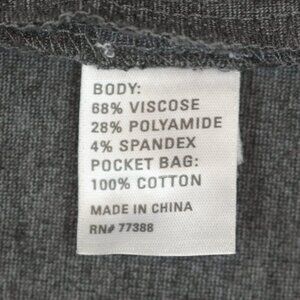 BODY:
68% VISCOSE
28% POLYAMIDE
4% SPANDEX
POCKET BAG:
100% COTTON
MADE IN CHINA
RN# 77388